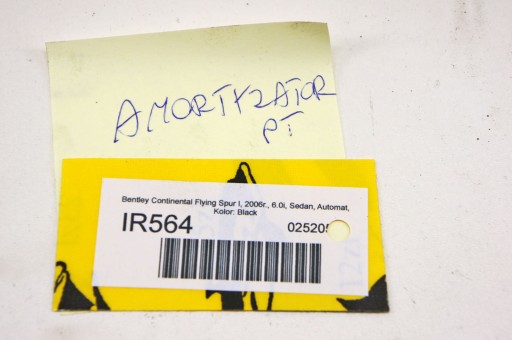 AMORTYZATOR
PT
Bentley Continental Flying Spur I, 2006r., 6.0i, Sedan, Automat,
Kolor: Black
IR564 02520